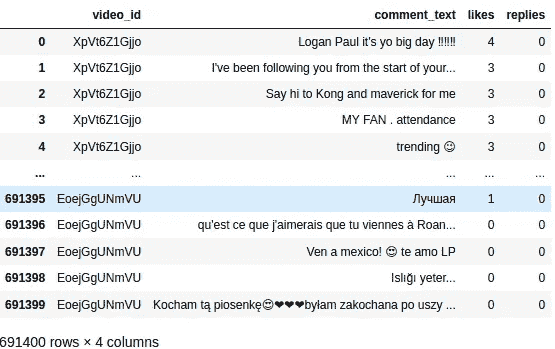 video_id comment_text likes replies
0 XpVt6Z1Gjjo Logan Paul it's yo big day ‼️‼️‼️ 4 0
1 XpVt6Z1Gjjo I've been following you from the start of your... 3 0
2 XpVt6Z1Gjjo Say hi to Kong and maverick for me 3 0
3 XpVt6Z1Gjjo MY FAN . attendance 3 0
4 XpVt6Z1Gjjo trending 😉 3 0
... ... ... ... ...
691395 EoejGgUNmVU Лучшая 1 0
691396 EoejGgUNmVU qu'est ce que j'aimerais que tu viennes à Roan... 0 0
691397 EoejGgUNmVU Ven a mexico! 😍 te amo LP 0 0
691398 EoejGgUNmVU Islığı yeter... 0 0
691399 EoejGgUNmVU Kocham tą piosenkę😍❤❤❤byłam zakochana po uszy ... 0 0
691400 rows × 4 columns